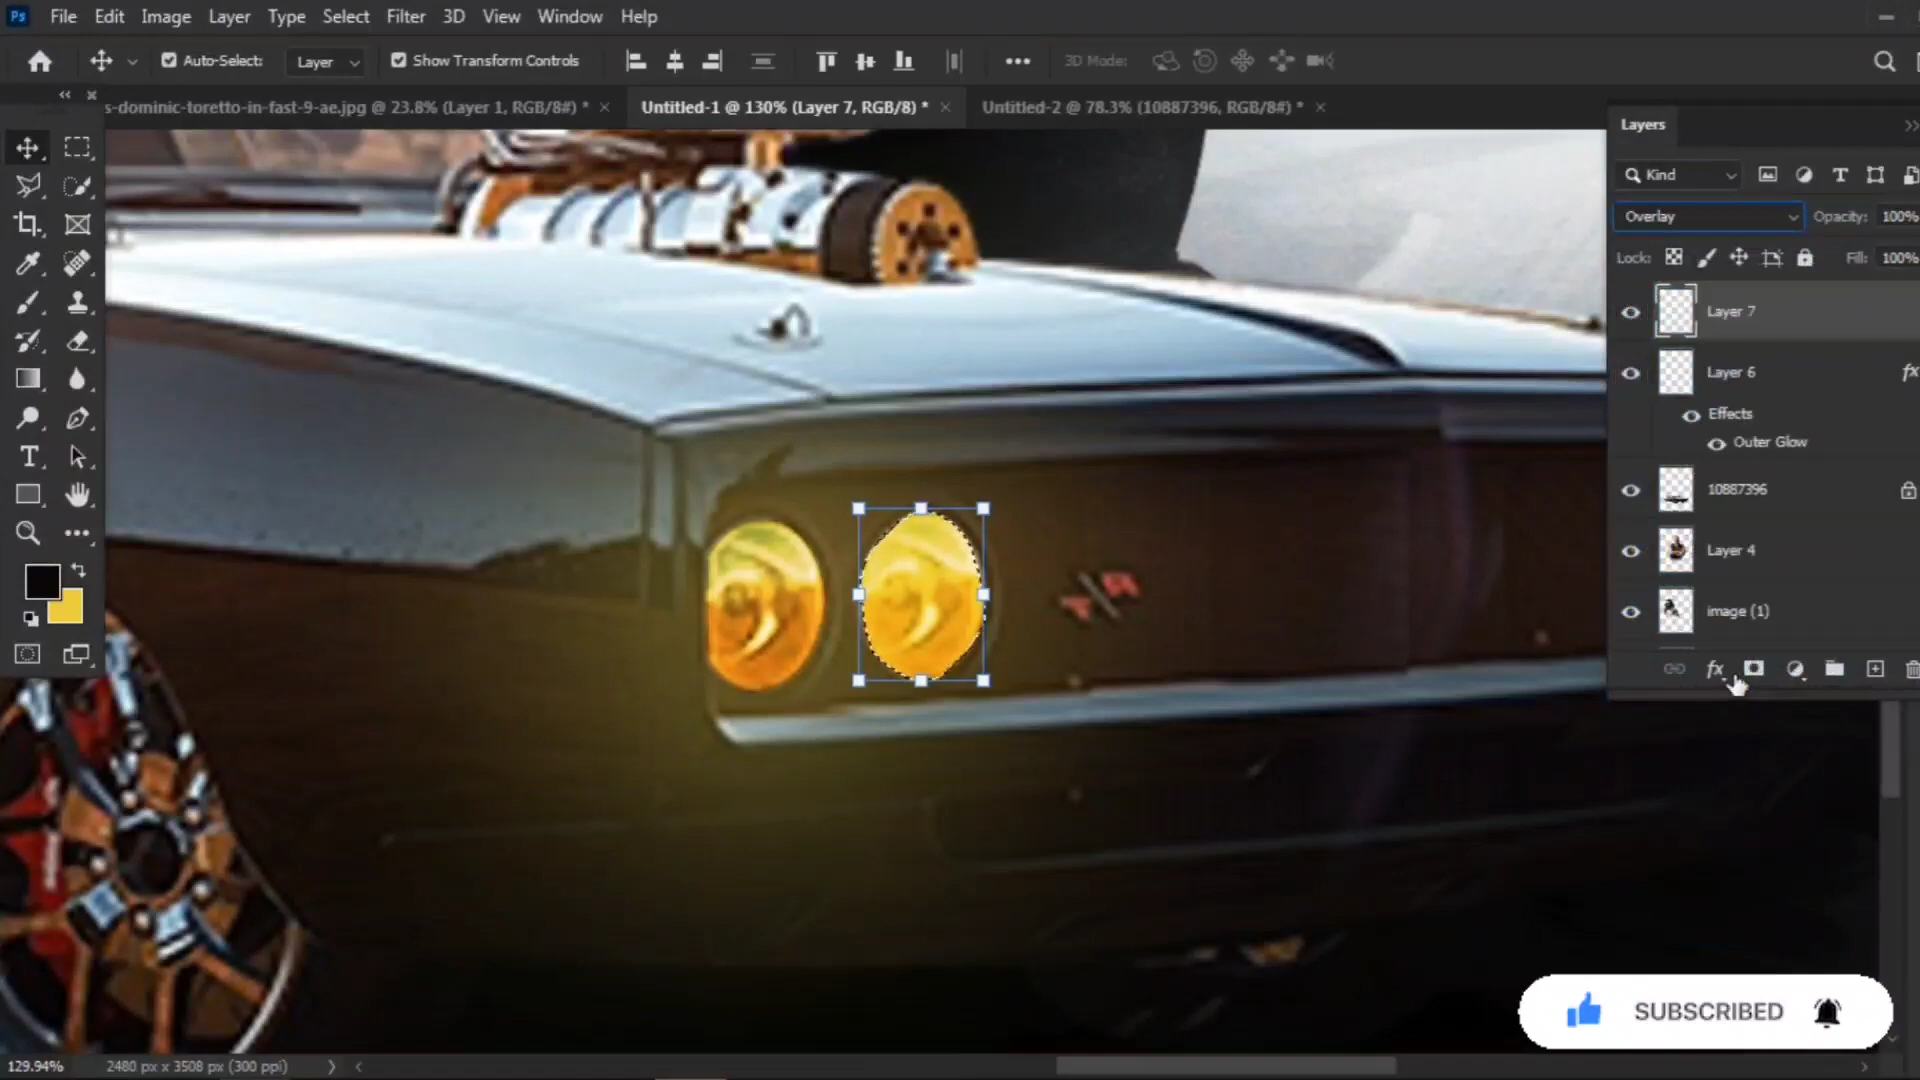 Ps File Edit Image Layer Type Select Filter 3D View Window Help
Auto-Select: Layer Show Transform Controls ••• 3D Mode:
s-dominic-toretto-in-fast-9-ae.jpg @ 23.8% (Layer 1, RGB/8#) * × Untitled-1 @ 130% (Layer 7, RGB/8) * × Untitled-2 @ 78.3% (10887396, RGB/8#) * ×
Layers
Kind
Overlay Opacity: 100%
Lock: Fill: 100%
Layer 7
Layer 6 fx
Effects
Outer Glow
10887396
Layer 4
image (1)
fx
SUBSCRIBED
129.94% 2480 px x 3508 px (300 ppi)